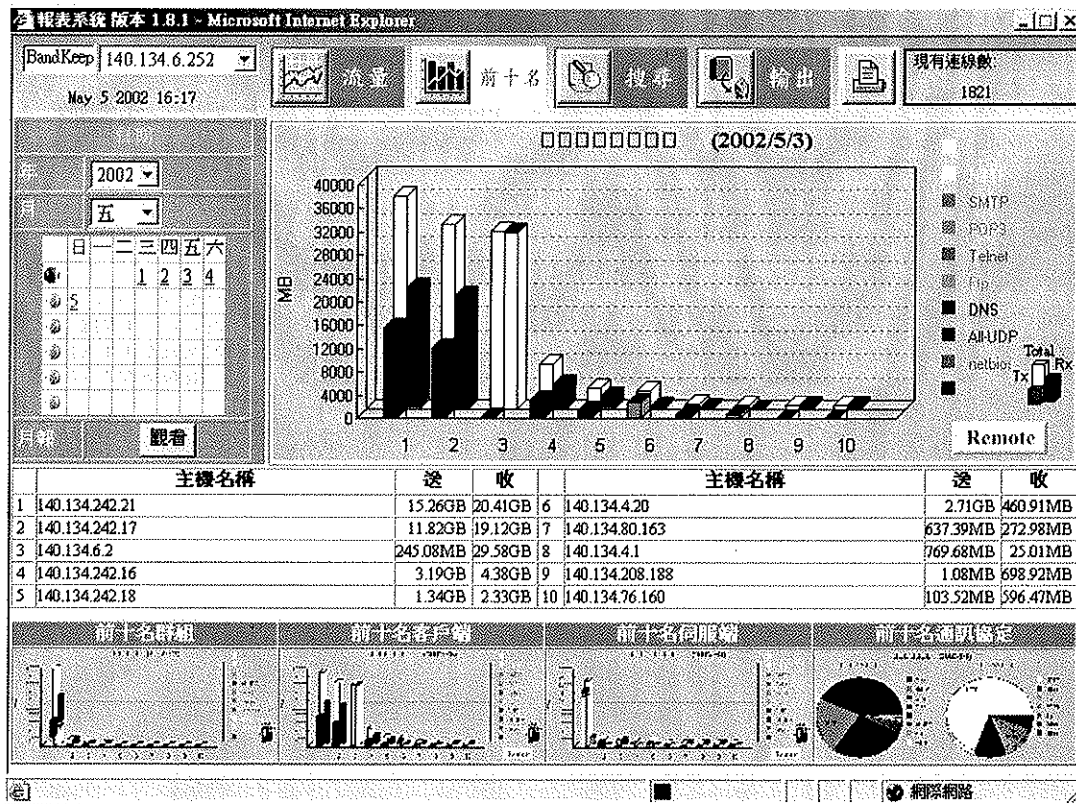 報表系統 版本 1.8.1 - Microsoft Internet Explorer
BandKeep 140.134.6.252
May 5 2002 16:17
流量
前十名
搜尋
輸出
現有連線數:
1821
年 2002
月 五
日 一 二 三 四 五 六
1 2 3 4
5
月報 觀看
(2002/5/3)
MB
40000
36000
32000
28000
24000
20000
16000
12000
8000
4000
0
1 2 3 4 5 6 7 8 9 10
SMTP
POP3
Telnet
DNS
All-UDP
netbios
Total
Tx Rx
Remote
主機名稱 送 收 主機名稱 送 收
1 140.134.242.21 15.26GB 20.41GB 6 140.134.4.20 2.71GB 460.91MB
2 140.134.242.17 11.82GB 19.12GB 7 140.134.80.163 637.39MB 272.98MB
3 140.134.6.2 245.08MB 29.58GB 8 140.134.4.1 769.68MB 25.01MB
4 140.134.242.16 3.19GB 4.38GB 9 140.134.208.188 1.08MB 698.92MB
5 140.134.242.18 1.34GB 2.33GB 10 140.134.76.160 103.52MB 596.47MB
前十名群組 前十名客戶端 前十名伺服端 前十名通訊協定
網際網路